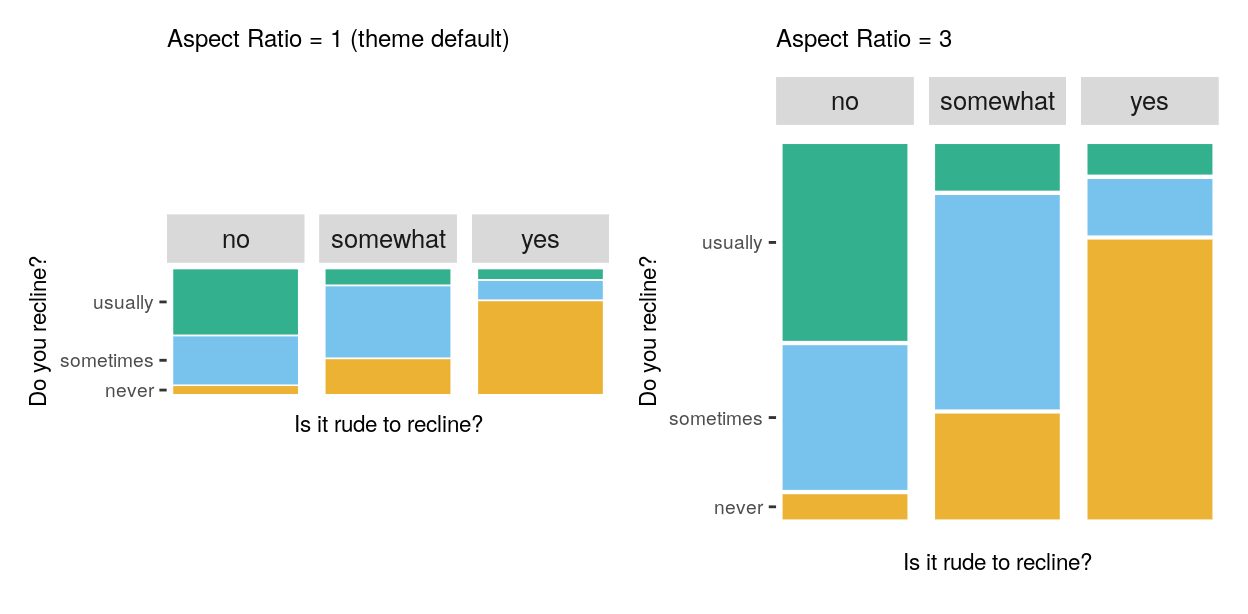 Aspect Ratio = 1 (theme default)
no somewhat yes
usually
sometimes
never
Do you recline?
Is it rude to recline?
Aspect Ratio = 3
no somewhat yes
usually
sometimes
never
Do you recline?
Is it rude to recline?